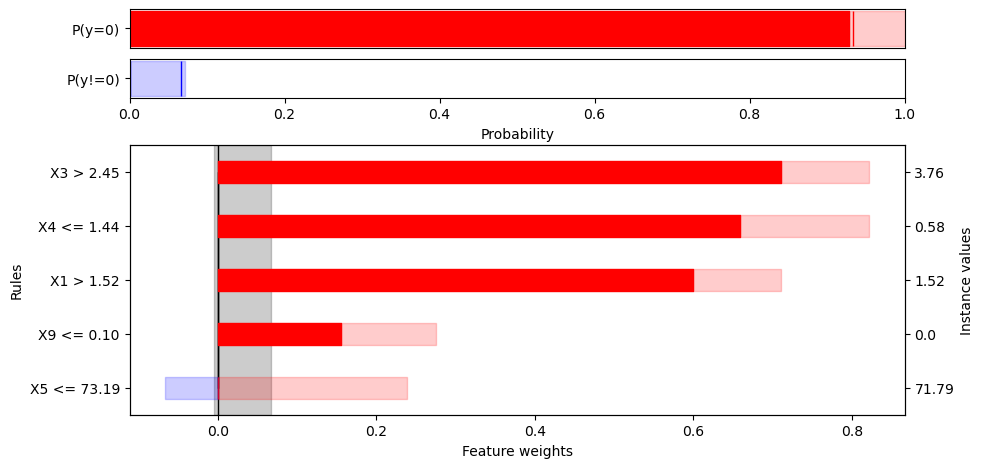 P(y=0)
P(y!=0)
0.0 0.2 0.4 0.6 0.8 1.0
Probability
X3 > 2.45 3.76
X4 <= 1.44 0.58
X1 > 1.52 1.52
X9 <= 0.10 0.0
X5 <= 73.19 71.79
Rules
Instance values
0.0 0.2 0.4 0.6 0.8
Feature weights